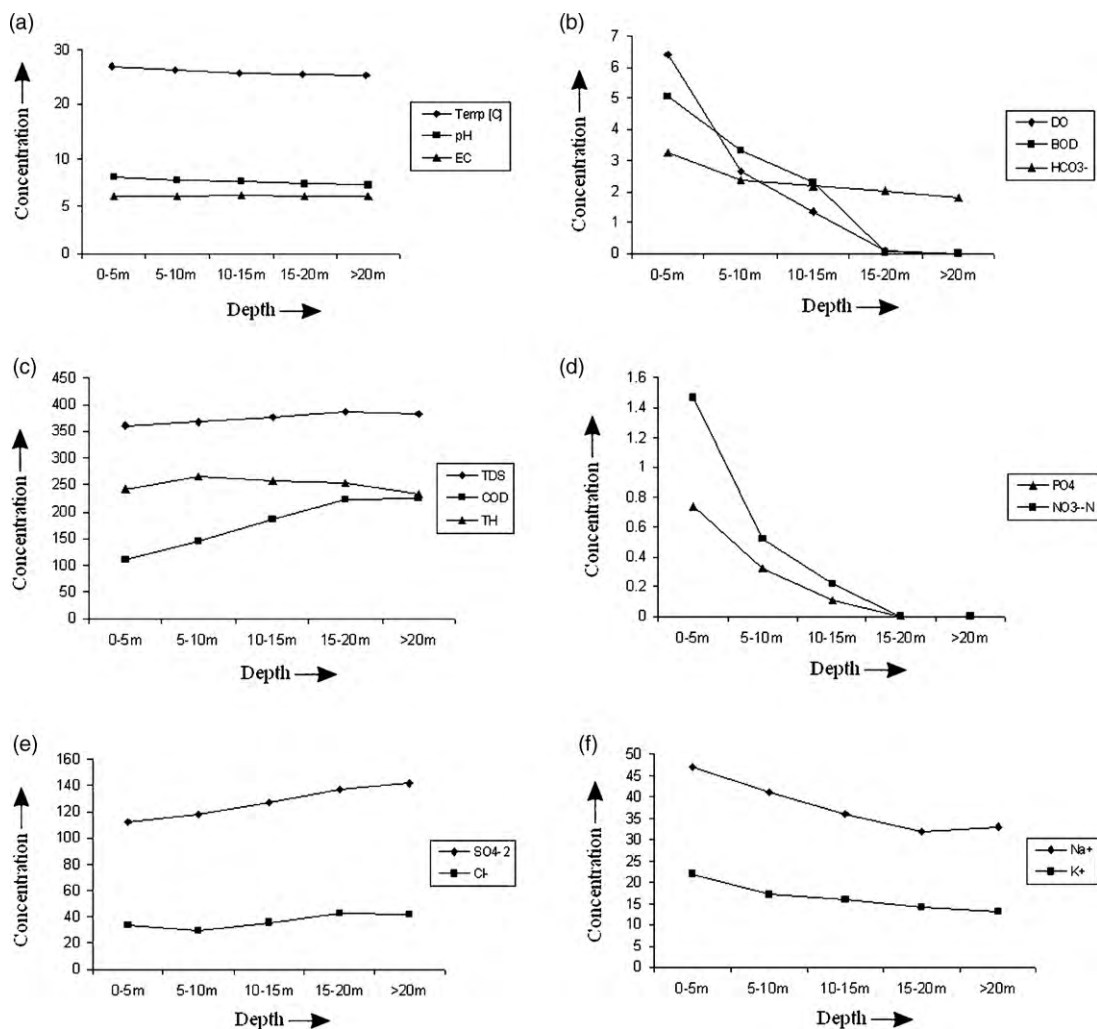 (a)
30
20
10
5
0
Concentration
0-5m 5-10m 10-15m 15-20m >20m
Depth
Temp [C]
pH
EC
(b)
7
6
5
4
3
2
1
0
Concentration
0-5m 5-10m 10-15m 15-20m >20m
Depth
DO
BOD
HCO3-
(c)
450
400
350
300
250
200
150
100
50
0
Concentration
0-5m 5-10m 10-15m 15-20m >20m
Depth
TDS
COD
TH
(d)
1.6
1.4
1.2
1
0.8
0.6
0.4
0.2
0
Concentration
0-5m 5-10m 10-15m 15-20m >20m
Depth
PO4
NO3--N
(e)
160
140
120
100
80
60
40
20
0
Concentration
0-5m 5-10m 10-15m 15-20m >20m
Depth
SO4-2
Cl-
(f)
50
45
40
35
30
25
20
15
10
5
0
Concentration
0-5m 5-10m 10-15m 15-20m >20m
Depth
Na+
K+